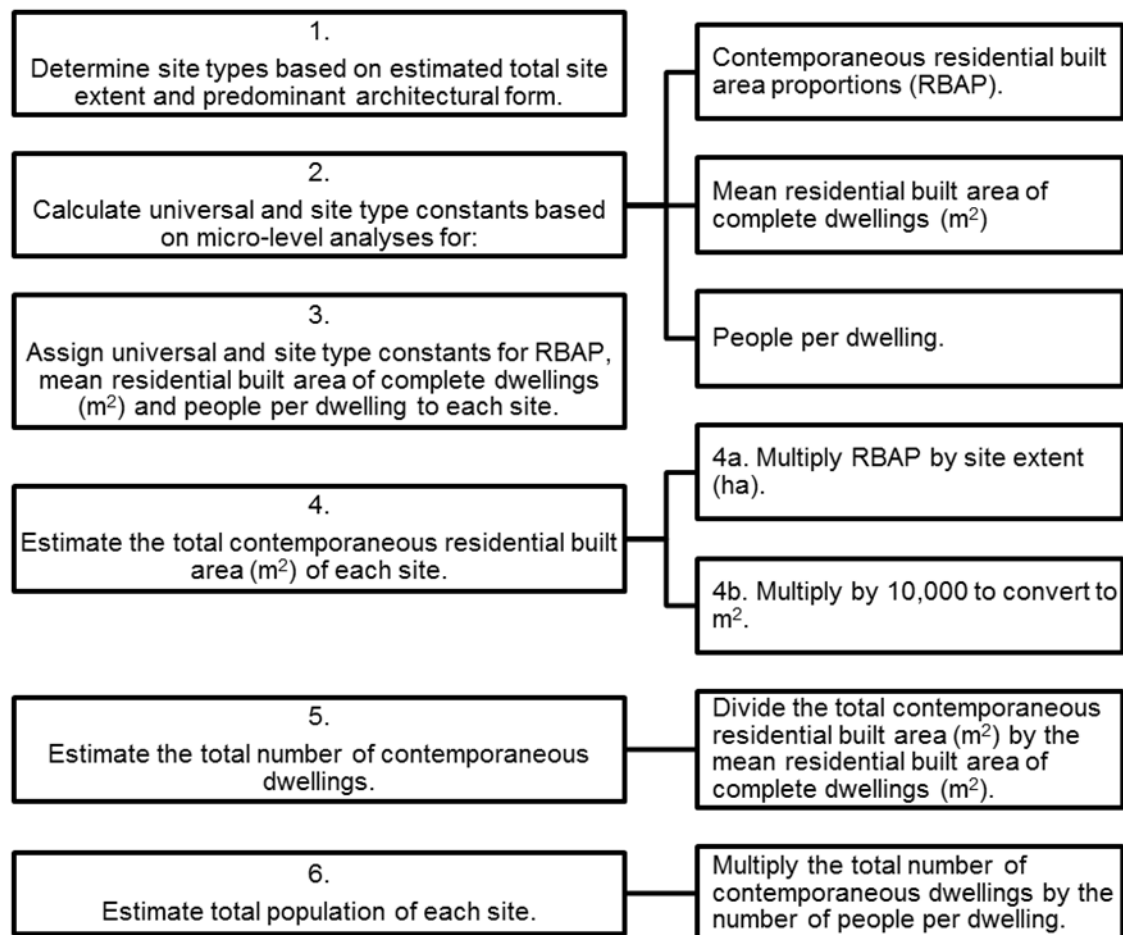 1.
Determine site types based on estimated total site
extent and predominant architectural form.
2.
Calculate universal and site type constants based
on micro-level analyses for:
Contemporaneous residential built
area proportions (RBAP).
Mean residential built area of
complete dwellings (m²)
People per dwelling.
3.
Assign universal and site type constants for RBAP,
mean residential built area of complete dwellings
(m²) and people per dwelling to each site.
4.
Estimate the total contemporaneous residential built
area (m²) of each site.
4a. Multiply RBAP by site extent
(ha).
4b. Multiply by 10,000 to convert to
m².
5.
Estimate the total number of contemporaneous
dwellings.
Divide the total contemporaneous
residential built area (m²) by the
mean residential built area of
complete dwellings (m²).
6.
Estimate total population of each site.
Multiply the total number of
contemporaneous dwellings by the
number of people per dwelling.